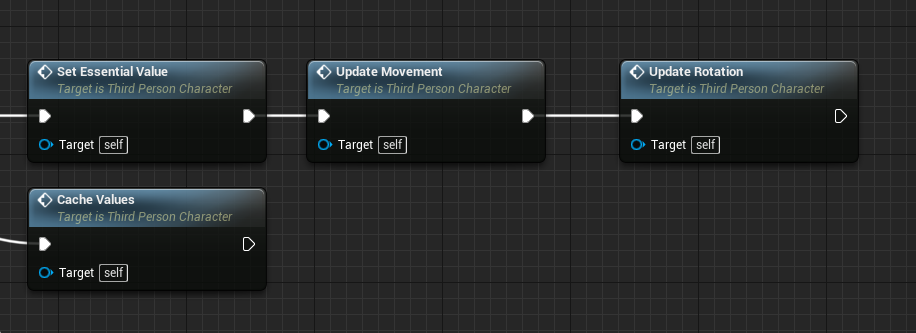 Set Essential Value
Target is Third Person Character
Target self
Update Movement
Target is Third Person Character
Target self
Update Rotation
Target is Third Person Character
Target self
Cache Values
Target is Third Person Character
Target self